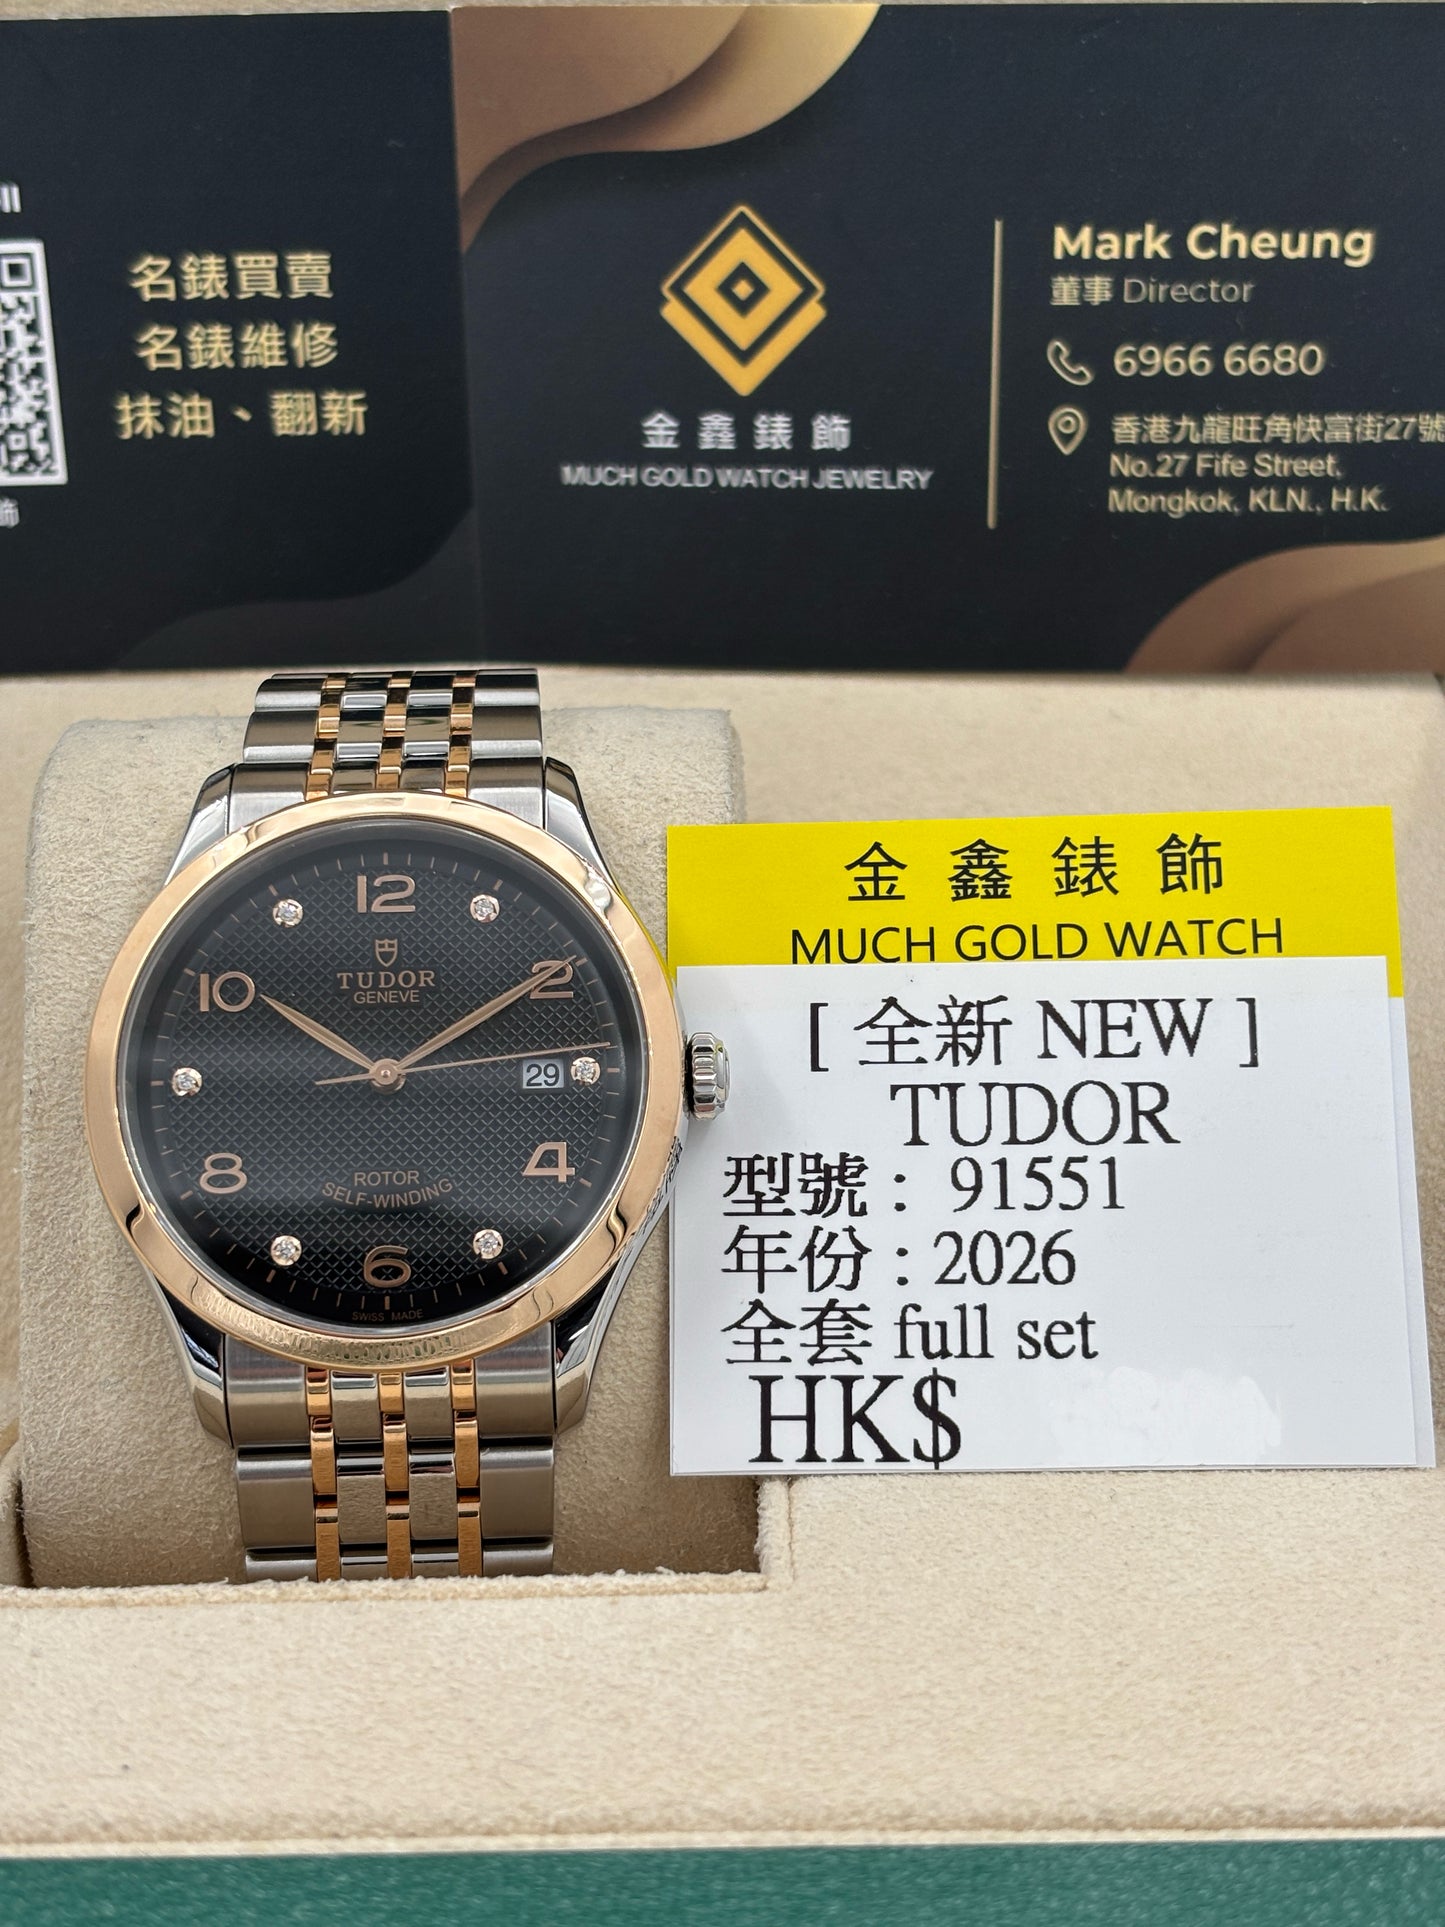 名錶買賣
名錶維修
抹油、翻新
金鑫錶飾
MUCH GOLD WATCH JEWELRY
Mark Cheung
董事 Director
6966 6680
香港九龍旺角快富街27號
No.27 Fife Street,
Mongkok, KLN., H.K.
12
TUDOR
GENEVE
10
2
29
8
4
ROTOR
SELF-WINDING
6
SWISS MADE
金鑫錶飾
MUCH GOLD WATCH
[ 全新 NEW ]
TUDOR
型號：91551
年份：2026
全套 full set
HK$